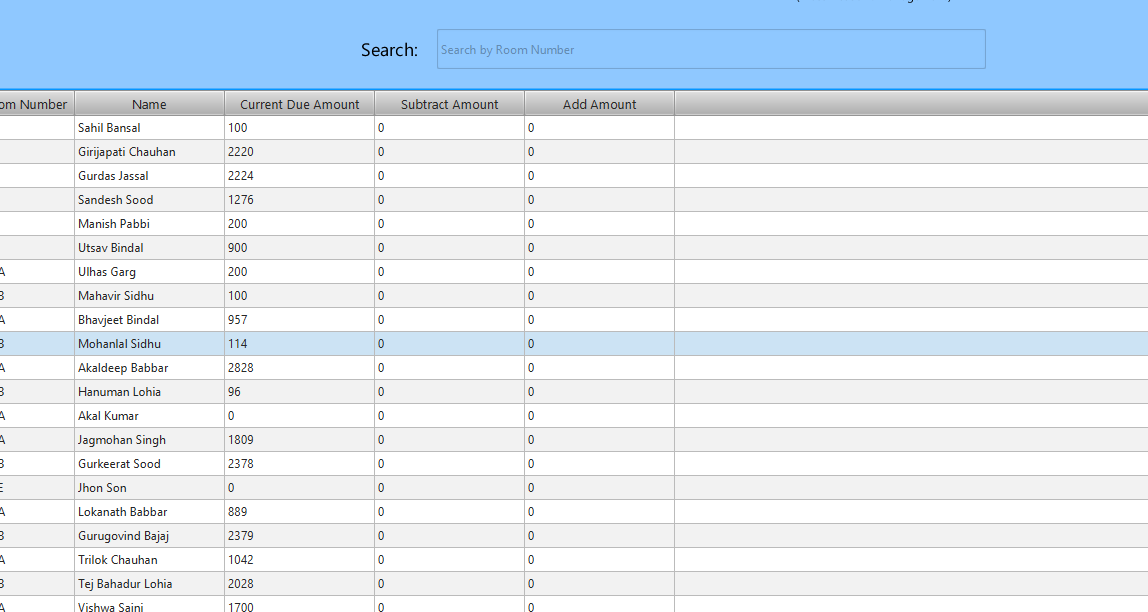 Search: Search by Room Number
om Number Name Current Due Amount Subtract Amount Add Amount
Sahil Bansal 100 0 0
Girijapati Chauhan 2220 0 0
Gurdas Jassal 2224 0 0
Sandesh Sood 1276 0 0
Manish Pabbi 200 0 0
Utsav Bindal 900 0 0
A Ulhas Garg 200 0 0
B Mahavir Sidhu 100 0 0
A Bhavjeet Bindal 957 0 0
B Mohanlal Sidhu 114 0 0
A Akaldeep Babbar 2828 0 0
B Hanuman Lohia 96 0 0
A Akal Kumar 0 0 0
A Jagmohan Singh 1809 0 0
B Gurkeerat Sood 2378 0 0
E Jhon Son 0 0 0
A Lokanath Babbar 889 0 0
B Gurugovind Bajaj 2379 0 0
A Trilok Chauhan 1042 0 0
B Tej Bahadur Lohia 2028 0 0
A Vishwa Saini 1700 0 0